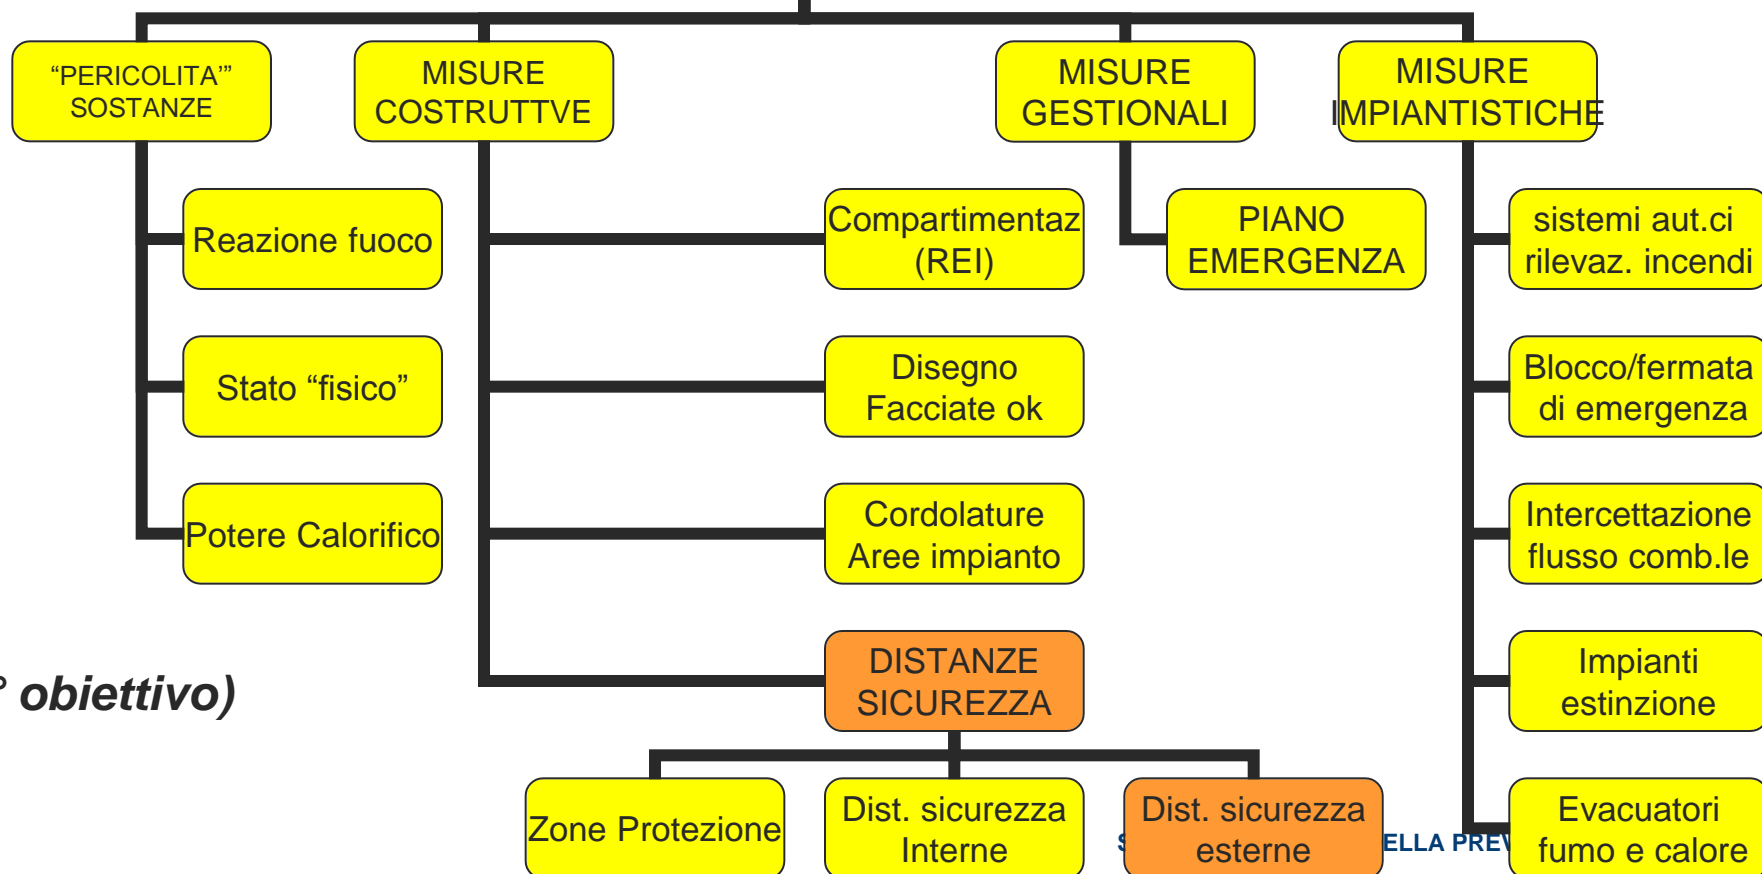 “PERICOLITA’”
SOSTANZE
MISURE
COSTRUTTVE
MISURE
GESTIONALI
MISURE
IMPIANTISTICHE
Reazione fuoco
Stato “fisico”
Potere Calorifico
Compartimentaz
(REI)
Disegno
Facciate ok
Cordolature
Aree impianto
DISTANZE
SICUREZZA
Zone Protezione
Dist. sicurezza
Interne
Dist. sicurezza
esterne
PIANO
EMERGENZA
sistemi aut.ci
rilevaz. incendi
Blocco/fermata
di emergenza
Intercettazione
flusso comb.le
Impianti
estinzione
Evacuatori
fumo e calore
° obiettivo)
ELLA PREV